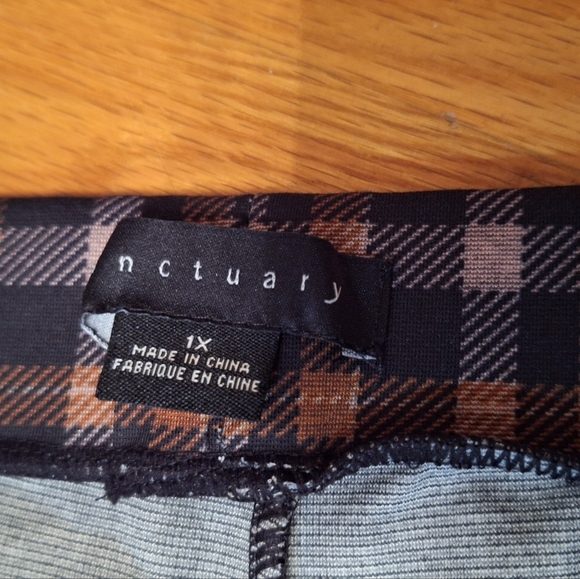 nctuary
1X
MADE IN CHINA
FABRIQUE EN CHINE